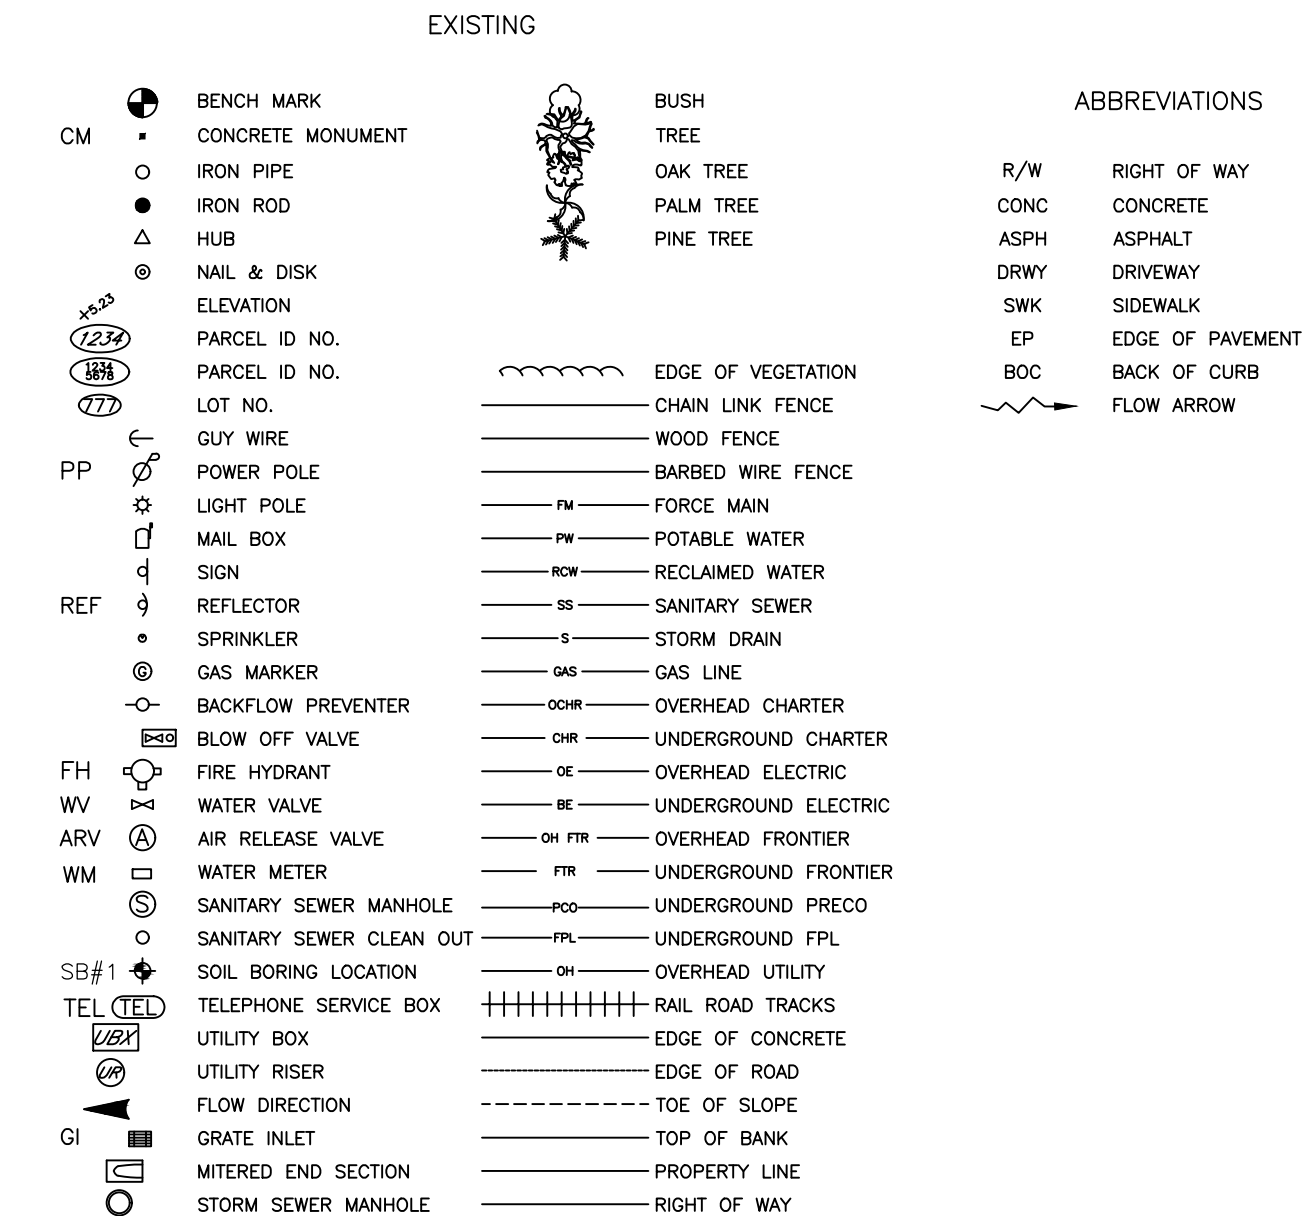 EXISTING
BENCH MARK
CM CONCRETE MONUMENT
IRON PIPE
IRON ROD
HUB
NAIL & DISK
+5.23 ELEVATION
1234 PARCEL ID NO.
1234 5678 PARCEL ID NO.
777 LOT NO.
GUY WIRE
PP POWER POLE
LIGHT POLE
MAIL BOX
SIGN
REF REFLECTOR
SPRINKLER
G GAS MARKER
BACKFLOW PREVENTER
BLOW OFF VALVE
FH FIRE HYDRANT
WV WATER VALVE
ARV A AIR RELEASE VALVE
WM WATER METER
S SANITARY SEWER MANHOLE
SANITARY SEWER CLEAN OUT
SB#1 SOIL BORING LOCATION
TEL TEL TELEPHONE SERVICE BOX
UBX UTILITY BOX
UR UTILITY RISER
FLOW DIRECTION
GI GRATE INLET
MITERED END SECTION
STORM SEWER MANHOLE
BUSH
TREE
OAK TREE
PALM TREE
PINE TREE
EDGE OF VEGETATION
CHAIN LINK FENCE
WOOD FENCE
BARBED WIRE FENCE
FM FORCE MAIN
PW POTABLE WATER
RCW RECLAIMED WATER
SS SANITARY SEWER
S STORM DRAIN
GAS GAS LINE
OCHR OVERHEAD CHARTER
CHR UNDERGROUND CHARTER
OE OVERHEAD ELECTRIC
BE UNDERGROUND ELECTRIC
OH FTR OVERHEAD FRONTIER
FTR UNDERGROUND FRONTIER
PCO UNDERGROUND PRECO
FPL UNDERGROUND FPL
OH OVERHEAD UTILITY
RAIL ROAD TRACKS
EDGE OF CONCRETE
EDGE OF ROAD
TOE OF SLOPE
TOP OF BANK
PROPERTY LINE
RIGHT OF WAY
ABBREVIATIONS
R/W RIGHT OF WAY
CONC CONCRETE
ASPH ASPHALT
DRWY DRIVEWAY
SWK SIDEWALK
EP EDGE OF PAVEMENT
BOC BACK OF CURB
FLOW ARROW